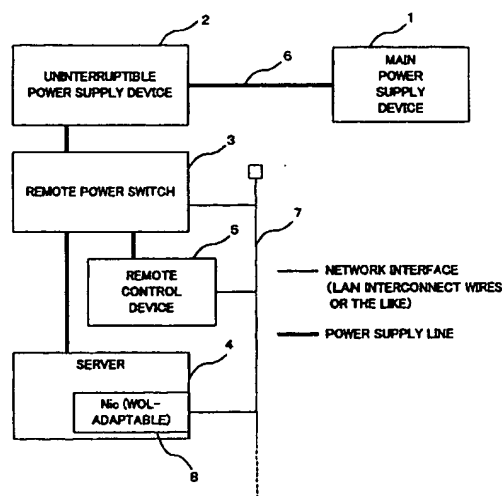 2
1
6
UNINTERRUPTIBLE
POWER SUPPLY DEVICE
MAIN
POWER
SUPPLY
DEVICE
3
REMOTE POWER SWITCH
7
5
REMOTE
CONTROL
DEVICE
NETWORK INTERFACE
(LAN INTERCONNECT WIRES
OR THE LIKE)
POWER SUPPLY LINE
4
SERVER
Nic (WOL-
ADAPTABLE)
8